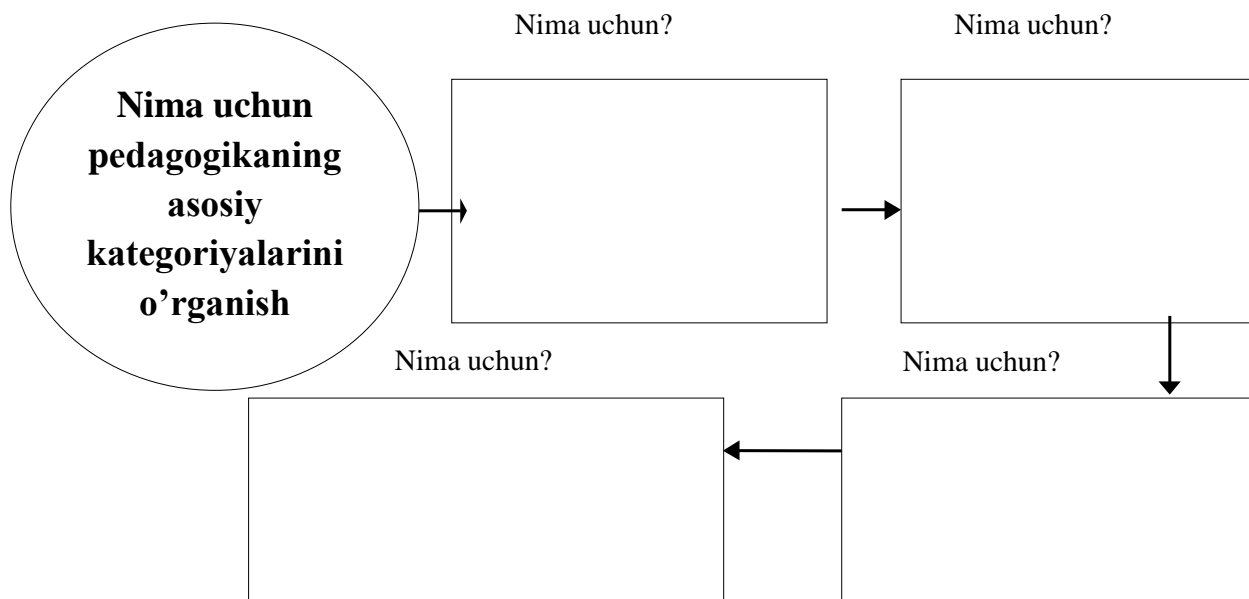 Nima uchun?
Nima uchun?
Nima uchun
pedagogikaning
asosiy
kategoriyalarini
o’rganish
Nima uchun?
Nima uchun?